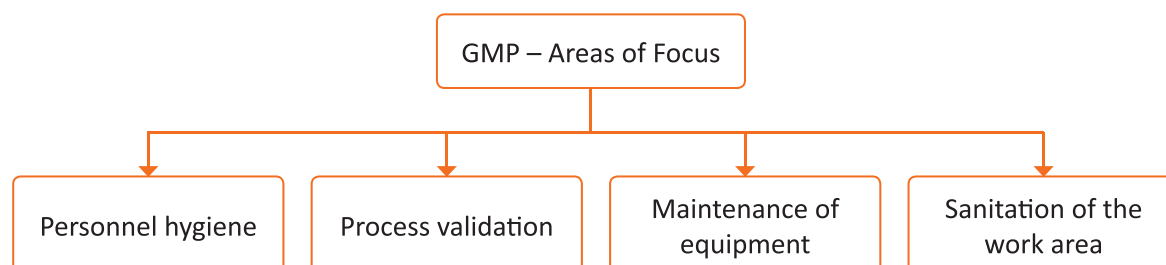 GMP – Areas of Focus
Personnel hygiene
Process validation
Maintenance of
equipment
Sanitation of the
work area